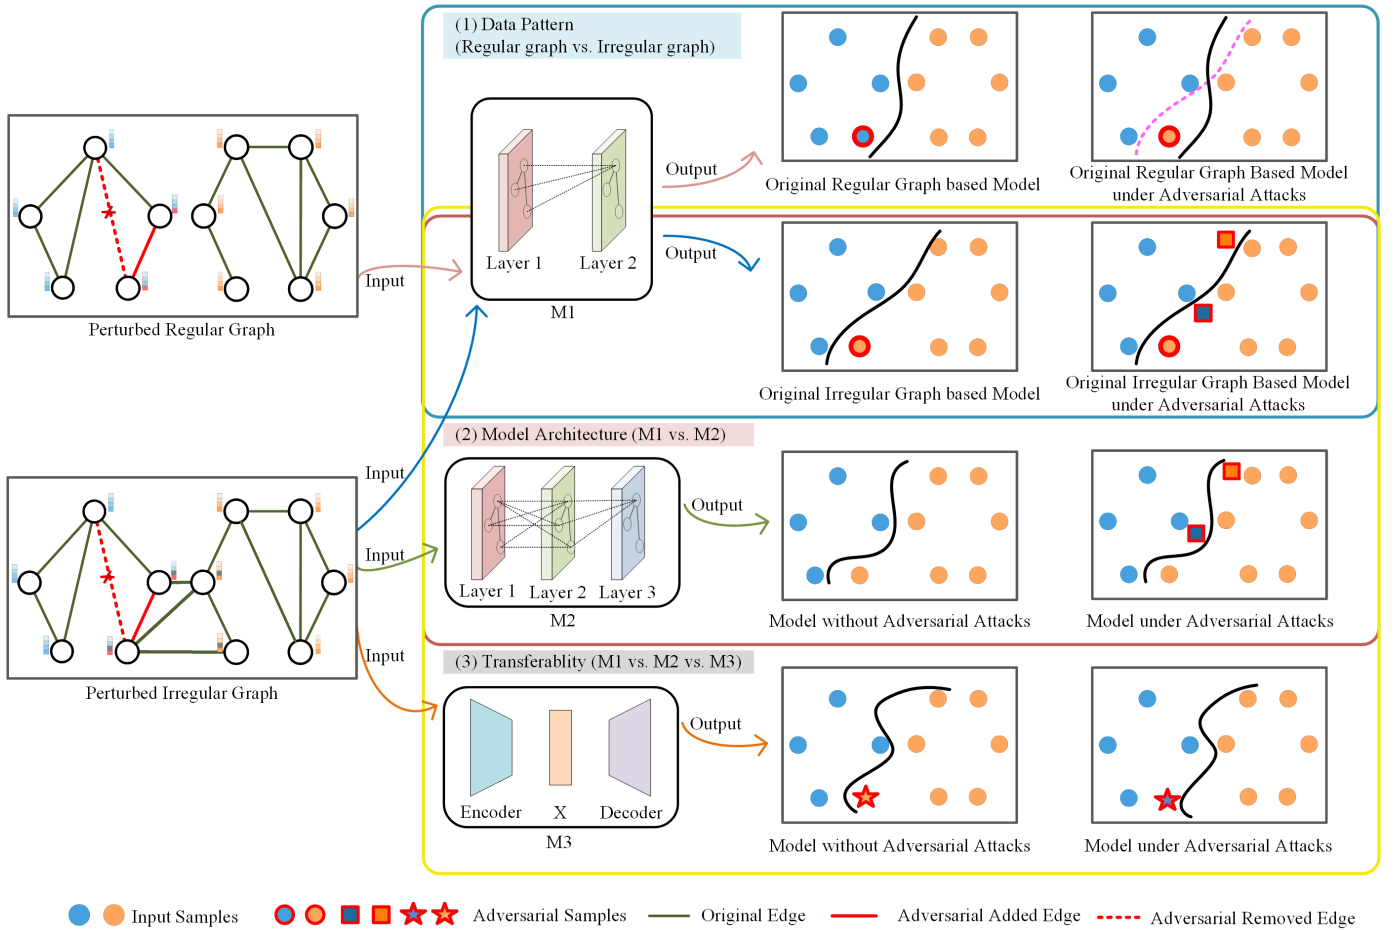 (1) Data Pattern
(Regular graph vs. Irregular graph)
Layer 1
Layer 2
M1
Output
Output
Original Regular Graph based Model
Original Regular Graph Based Model
under Adversarial Attacks
Input
Perturbed Regular Graph
Original Irregular Graph based Model
Original Irregular Graph Based Model
under Adversarial Attacks
(2) Model Architecture (M1 vs. M2)
Input
Input
Layer 1
Layer 2
Layer 3
M2
Output
Model without Adversarial Attacks
Model under Adversarial Attacks
Input
Perturbed Irregular Graph
(3) Transferablity (M1 vs. M2 vs. M3)
Encoder
X
Decoder
M3
Output
Model without Adversarial Attacks
Model under Adversarial Attacks
Input Samples
Adversarial Samples
Original Edge
Adversarial Added Edge
Adversarial Removed Edge